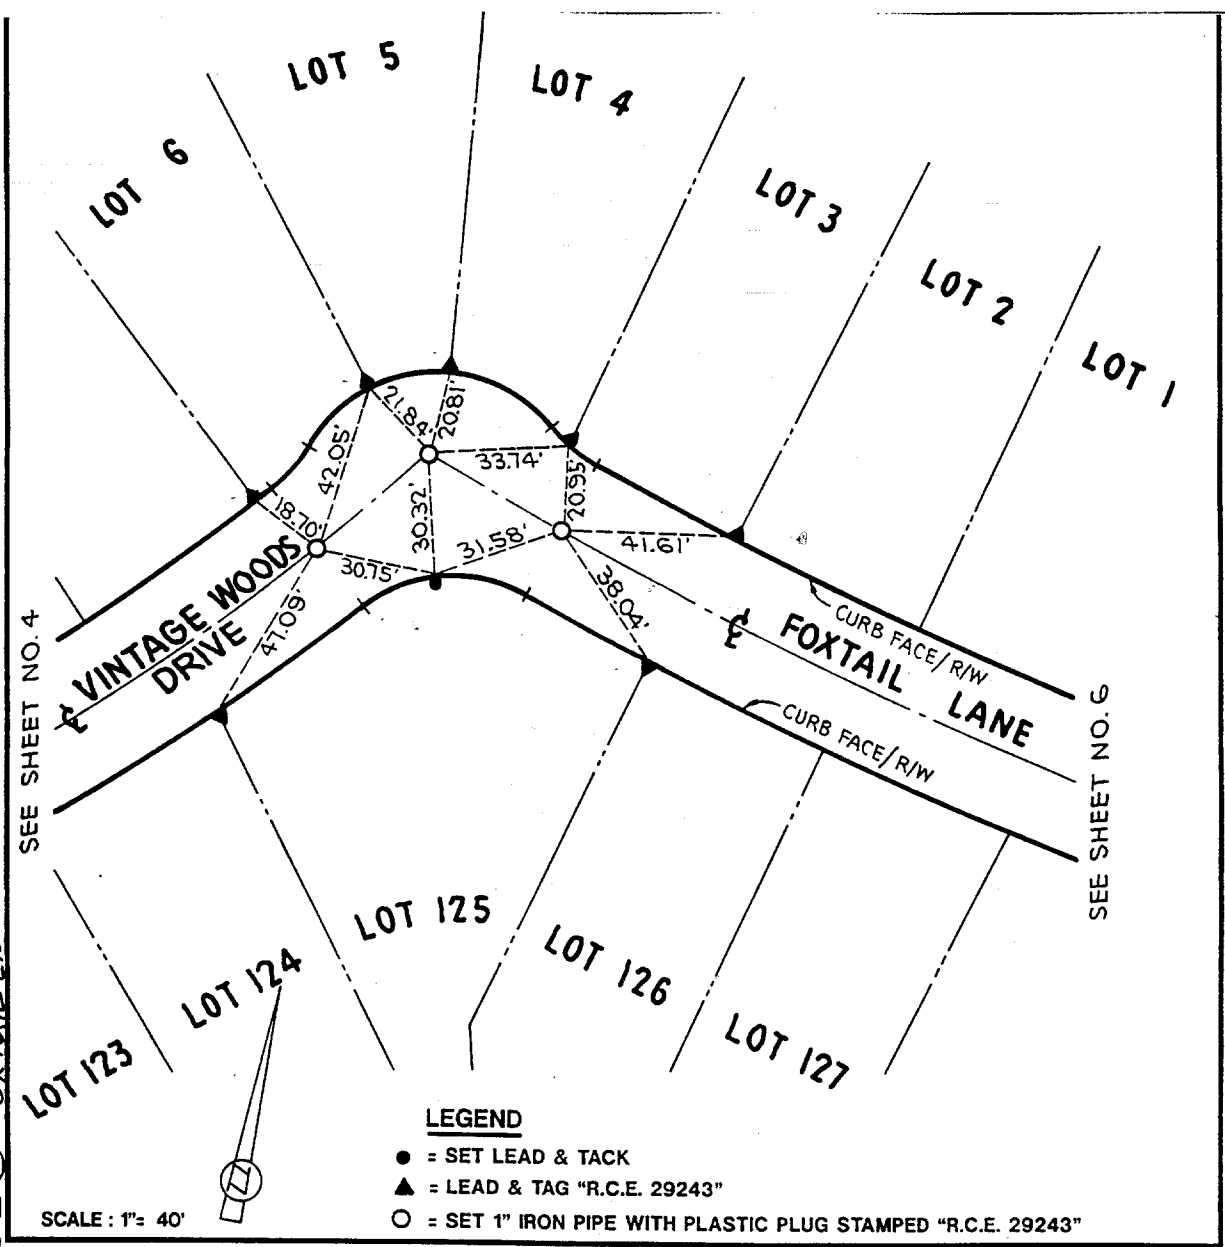 LOT 5
LOT 4
LOT 6
LOT 3
LOT 2
LOT 1
21.84'
20.81'
42.05'
33.74'
18.70'
30.32'
20.95'
31.58'
41.61'
30.75'
38.04'
47.09'
℄ VINTAGE WOODS
DRIVE
℄ FOXTAIL LANE
CURB FACE/R/W
CURB FACE/R/W
SEE SHEET NO. 4
SEE SHEET NO. 6
LOT 125
LOT 124
LOT 126
LOT 123
LOT 127
LEGEND
● = SET LEAD & TACK
▲ = LEAD & TAG "R.C.E. 29243"
○ = SET 1" IRON PIPE WITH PLASTIC PLUG STAMPED "R.C.E. 29243"
SCALE : 1"= 40'